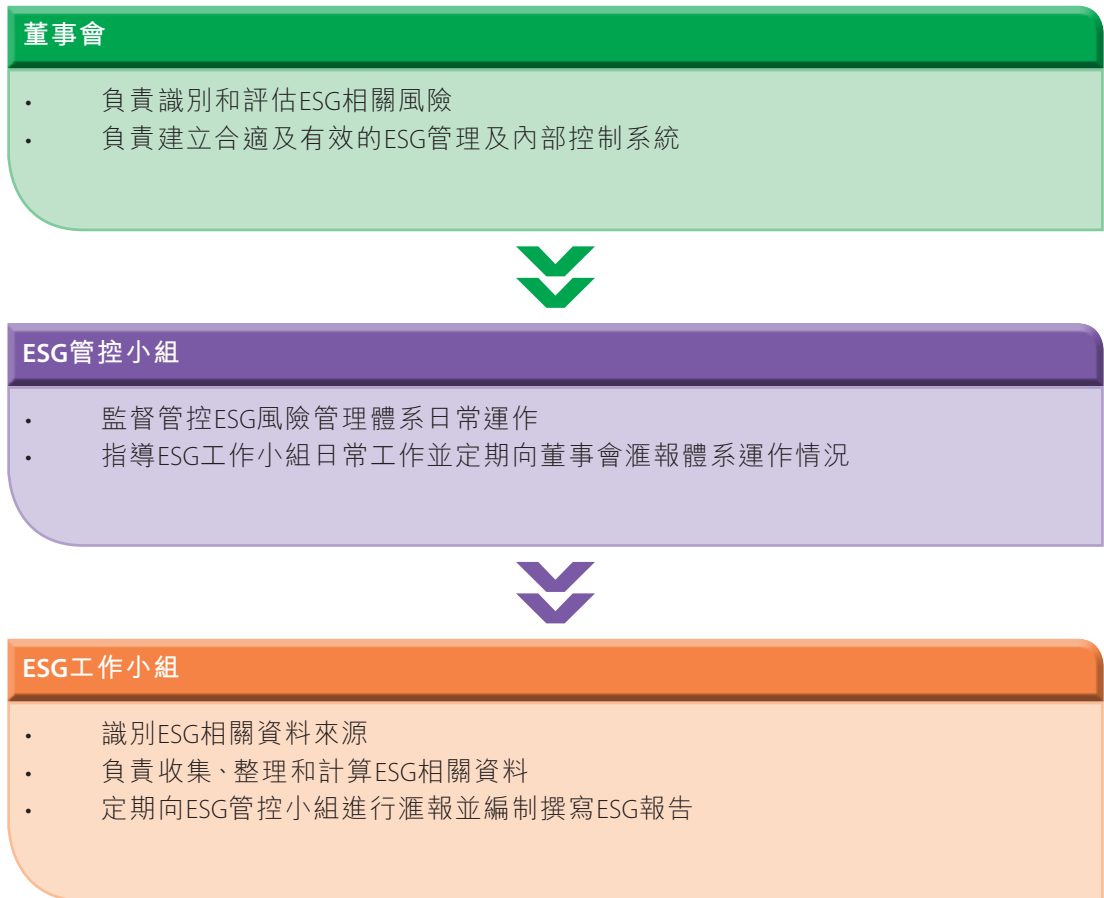 董事會
• 負責識別和評估ESG相關風險
• 負責建立合適及有效的ESG管理及內部控制系統
ESG管控小組
• 監督管控ESG風險管理體系日常運作
• 指導ESG工作小組日常工作並定期向董事會滙報體系運作情況
ESG工作小組
• 識別ESG相關資料來源
• 負責收集、整理和計算ESG相關資料
• 定期向ESG管控小組進行滙報並編制撰寫ESG報告